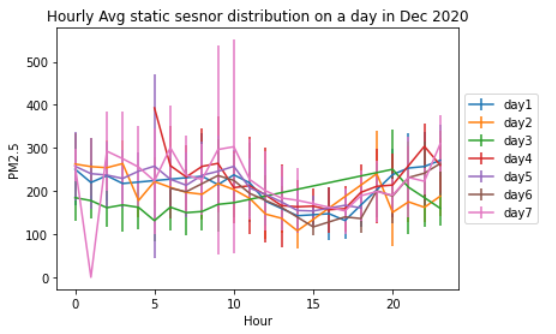 Hourly Avg static sesnor distribution on a day in Dec 2020
PM2.5
500
400
300
200
100
0
0
5
10
15
20
Hour
day1
day2
day3
day4
day5
day6
day7